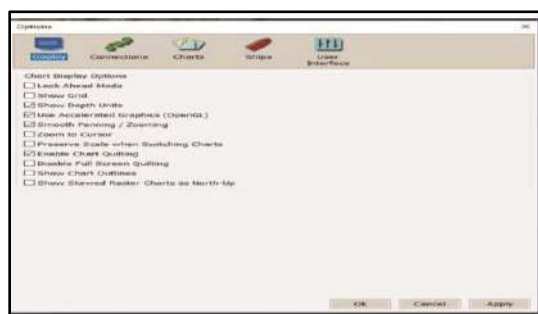 Options
Display Connections Charts Ships User Interface
Chart Display Options
Look Ahead Mode
Show Grid
Show Depth Units
Use Accelerated Graphics (OpenGL)
Smooth Panning / Zooming
Zoom to Cursor
Preserve Scale when Switching Charts
Enable Chart Quilting
Disable Full Screen Quilting
Show Chart Outlines
Show Skewed Raster Charts as North-Up
OK Cancel Apply